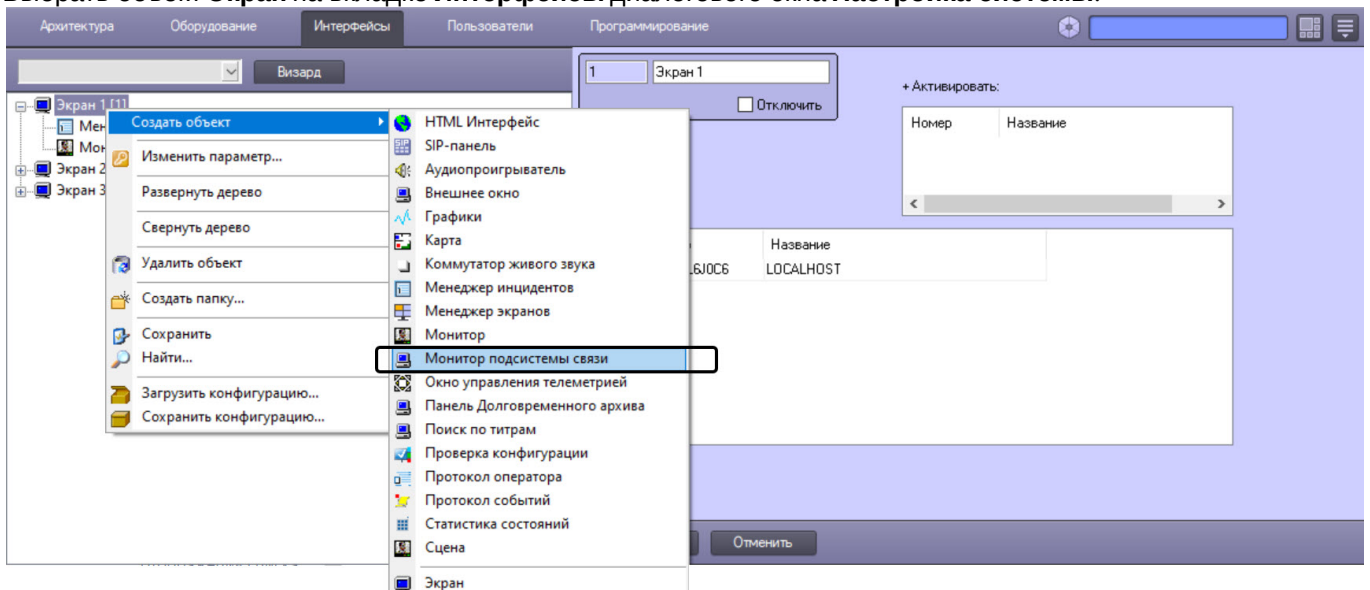 Архитектура Оборудование Интерфейсы Пользователи Программирование
Визард
1 Экран 1
Отключить
+ Активировать:
Номер Название
Экран 1 [1]
Экран 2
Экран 3
Создать объект
Изменить параметр...
Развернуть дерево
Свернуть дерево
Удалить объект
Создать папку...
Сохранить
Найти...
Загрузить конфигурацию...
Сохранить конфигурацию...
HTML Интерфейс
SIP-панель
Аудиопроигрыватель
Внешнее окно
Графики
Карта
Коммутатор живого звука
Менеджер инцидентов
Менеджер экранов
Монитор
Монитор подсистемы связи
Окно управления телеметрией
Панель Долговременного архива
Поиск по титрам
Проверка конфигурации
Протокол оператора
Протокол событий
Статистика состояний
Сцена
Экран
Название
LOCALHOST
Отменить